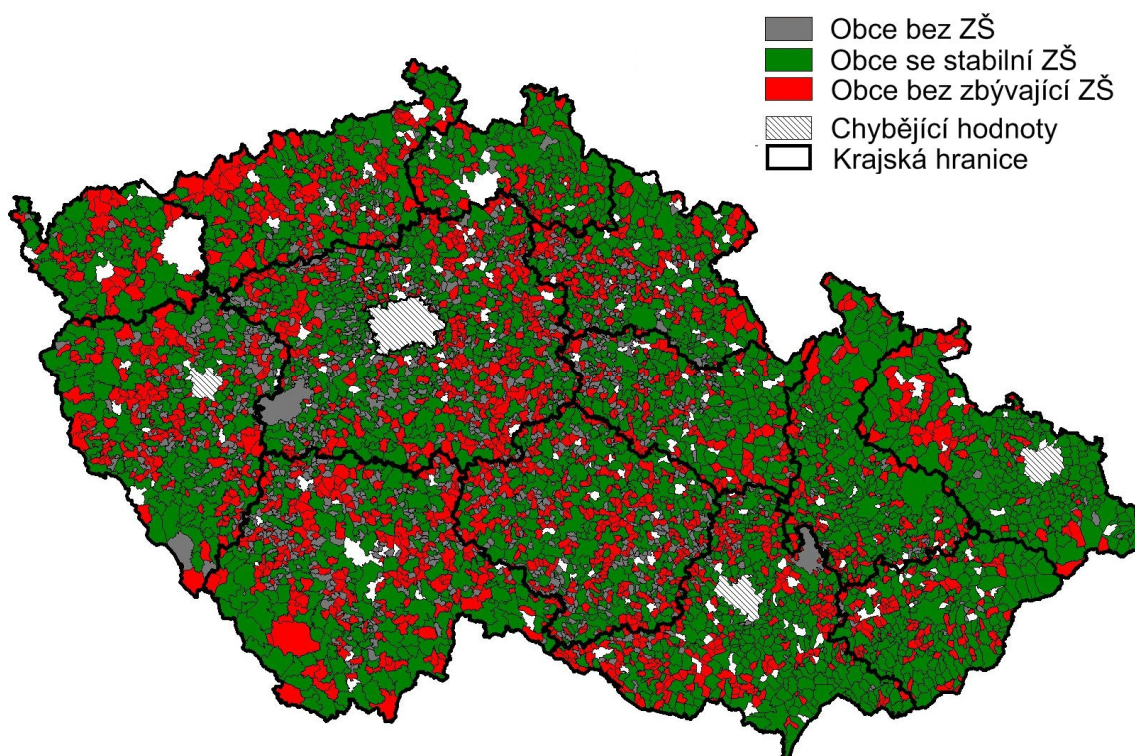 Obce bez ZŠ
Obce se stabilní ZŠ
Obce bez zbývající ZŠ
Chybějící hodnoty
Krajská hranice